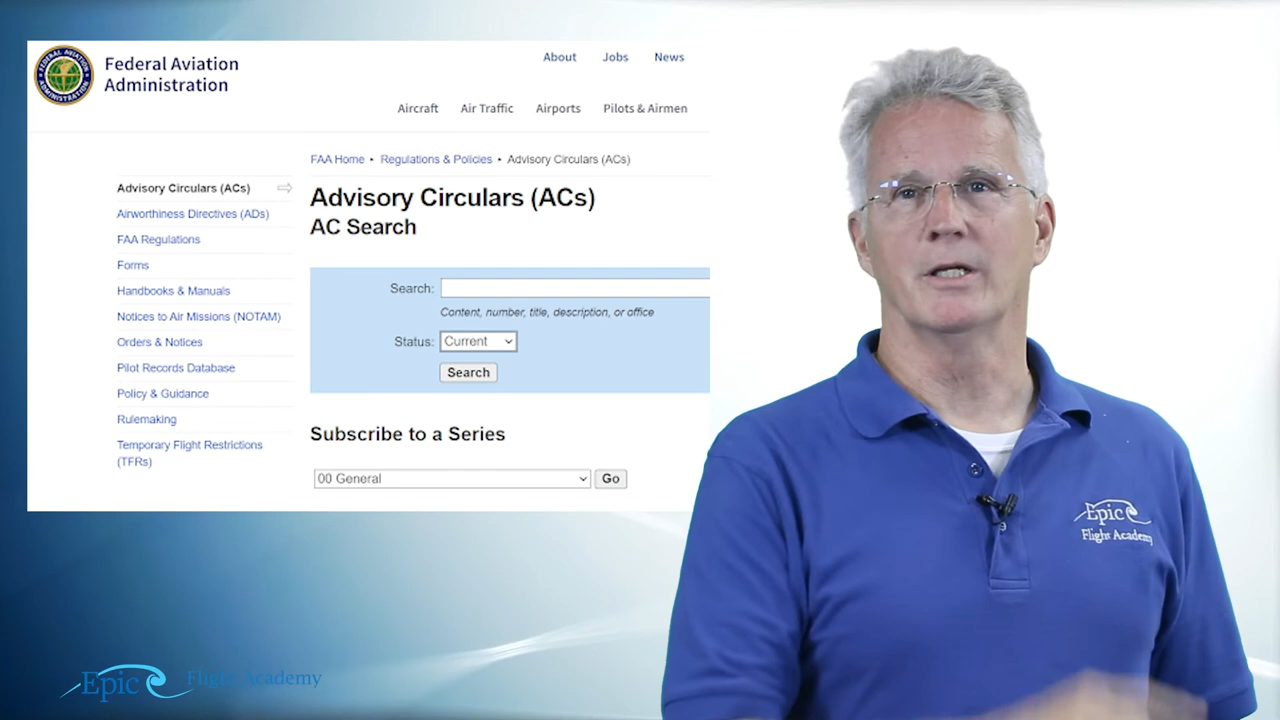 Federal Aviation
Administration
About
Jobs
News
Aircraft
Air Traffic
Airports
Pilots & Airmen
FAA Home • Regulations & Policies • Advisory Circulars (ACs)
Advisory Circulars (ACs)
Airworthiness Directives (ADs)
FAA Regulations
Forms
Handbooks & Manuals
Notices to Air Missions (NOTAM)
Orders & Notices
Pilot Records Database
Policy & Guidance
Rulemaking
Temporary Flight Restrictions
(TFRs)
Advisory Circulars (ACs)
AC Search
Search:
Content, number, title, description, or office
Status: Current
Search
Subscribe to a Series
00 General
Go
Epic
Flight Academy
Epic Flight Academy